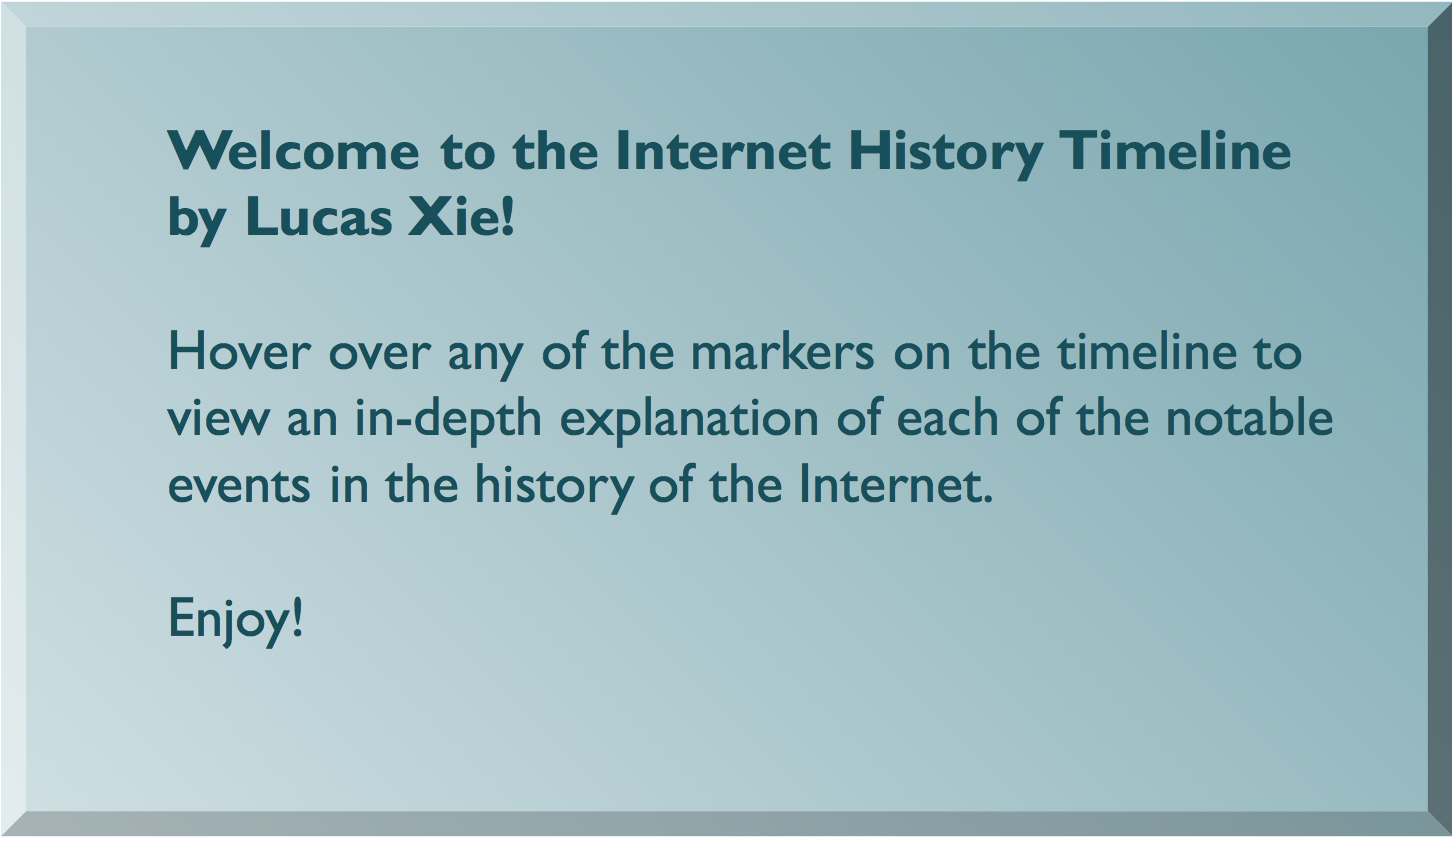 Welcome to the Internet History Timeline
by Lucas Xie!
Hover over any of the markers on the timeline to
view an in-depth explanation of each of the notable
events in the history of the Internet.
Enjoy!